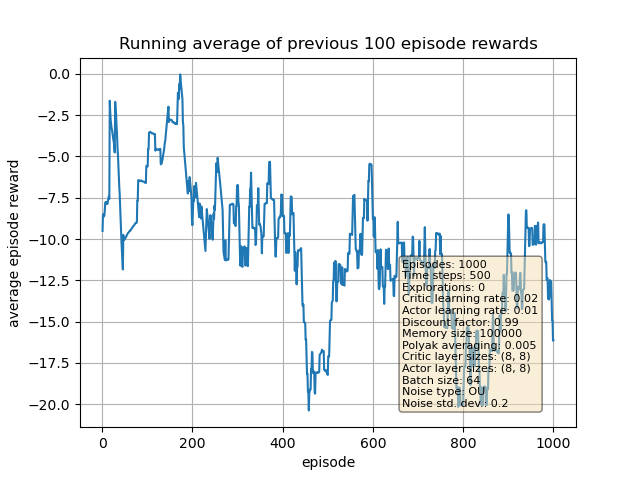 Running average of previous 100 episode rewards
0.0
−2.5
−5.0
−7.5
−10.0
−12.5
−15.0
−17.5
−20.0
average episode reward
Episodes: 1000
Time steps: 500
Explorations: 0
Critic learning rate: 0.02
Actor learning rate: 0.01
Discount factor: 0.99
Memory size: 100000
Polyak averaging: 0.005
Critic layer sizes: (8, 8)
Actor layer sizes: (8, 8)
Batch size: 64
Noise type: OU
Noise std. dev.: 0.2
0 200 400 600 800 1000
episode